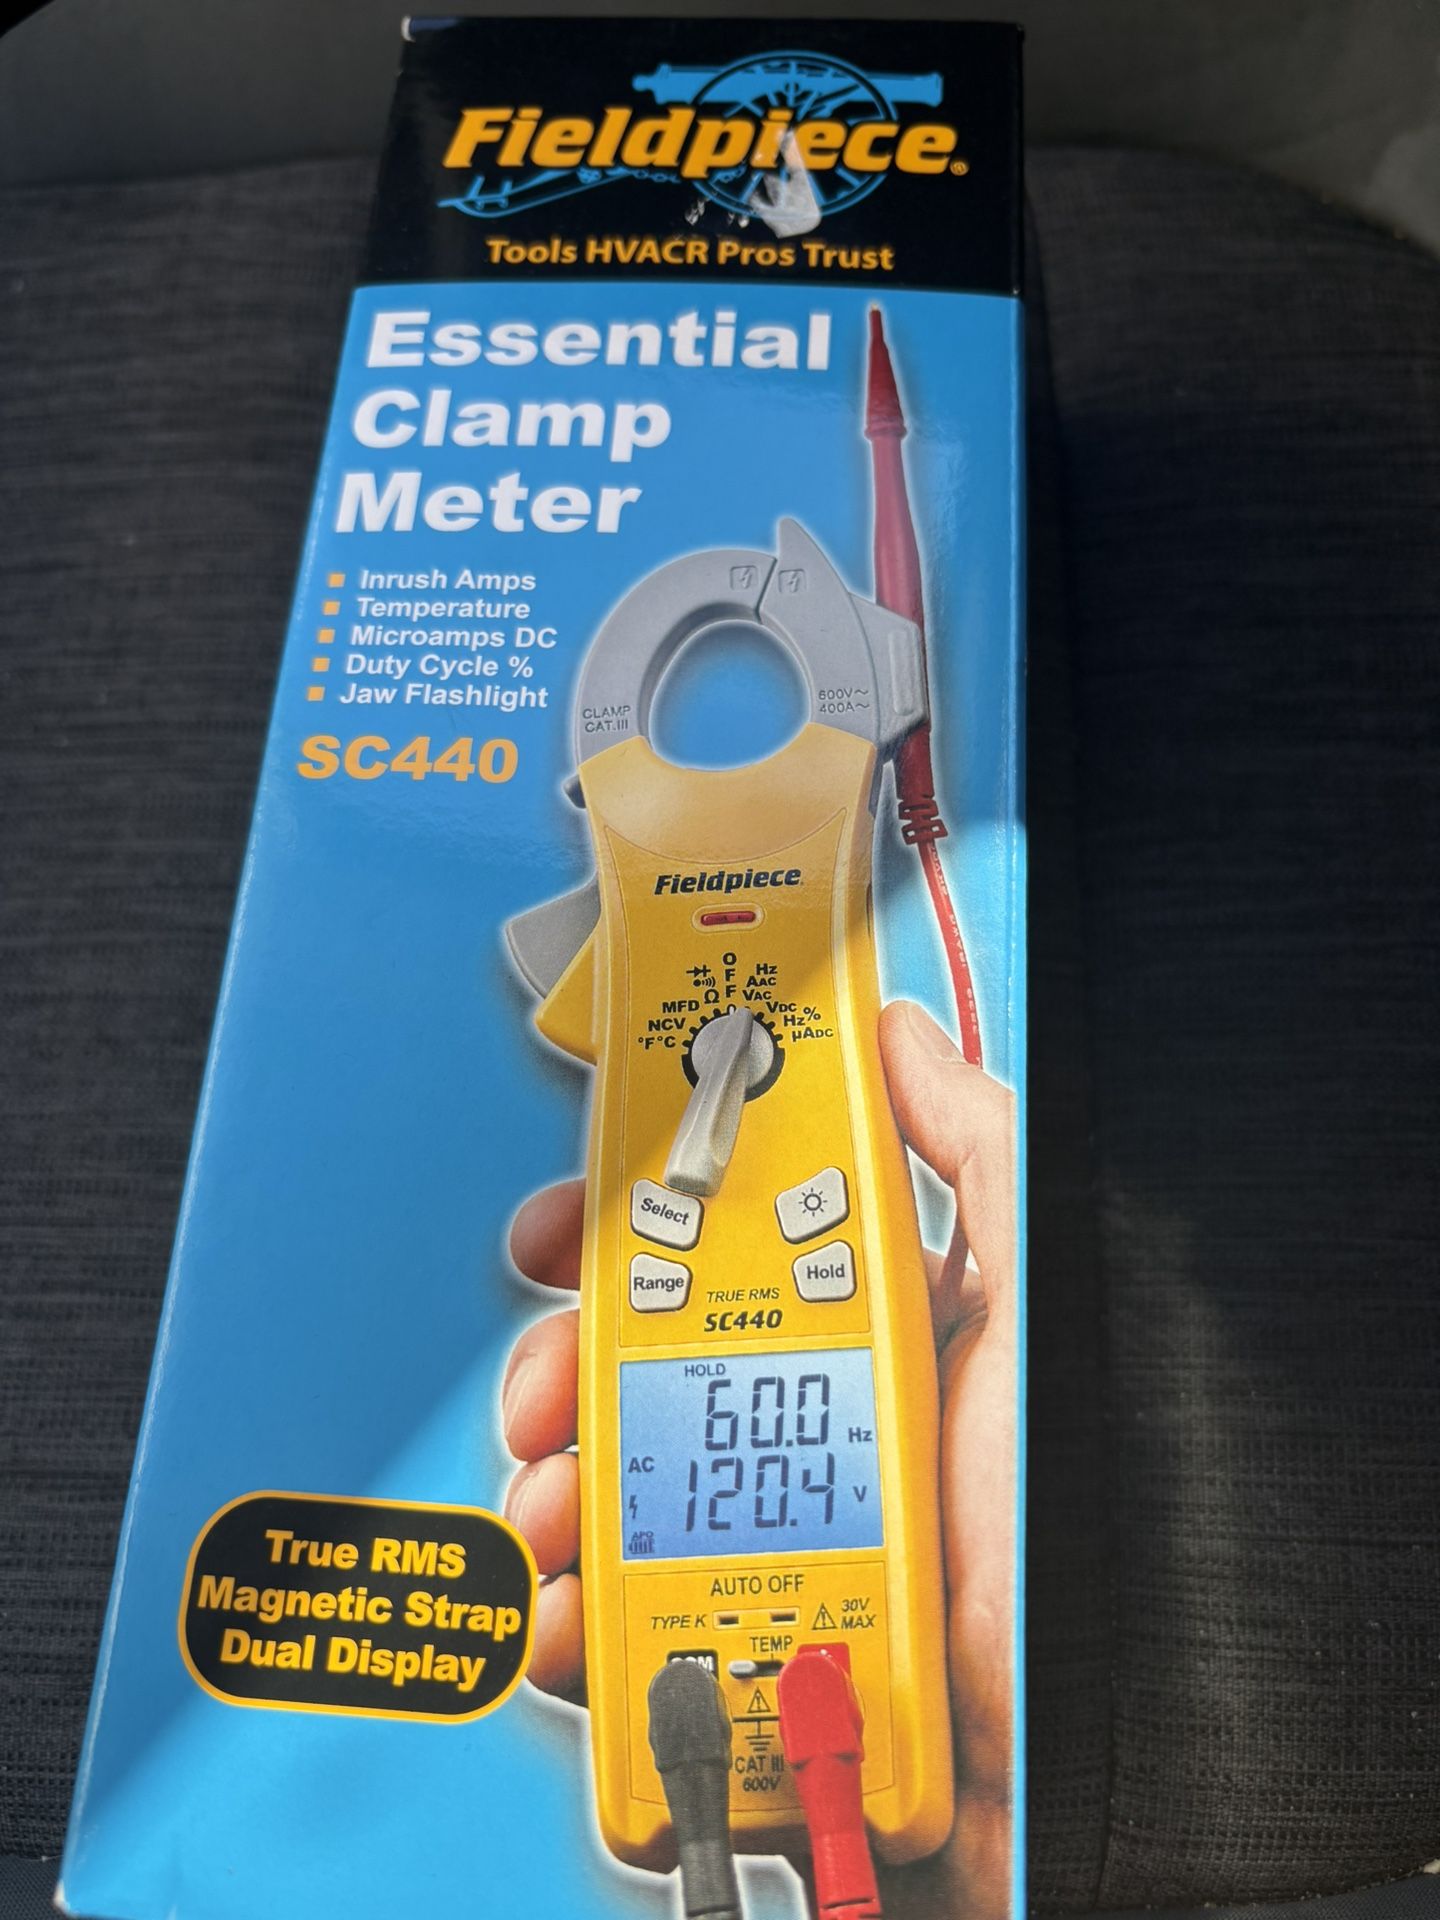 Fieldpiece®
Tools HVACR Pros Trust
Essential
Clamp
Meter
Inrush Amps
Temperature
Microamps DC
Duty Cycle %
Jaw Flashlight
SC440
CLAMP
CAT.III
600V~
400A~
Fieldpiece
OFF
Hz
AAC
VAC
VDC
Hz%
µADC
Ω
MFD
NCV
°F°C
Select
Range
Hold
TRUE RMS
SC440
HOLD
60.0 Hz
AC
120.4 V
APO
AUTO OFF
TYPE K
30V
MAX
TEMP
COM
CAT III
600V
True RMS
Magnetic Strap
Dual Display